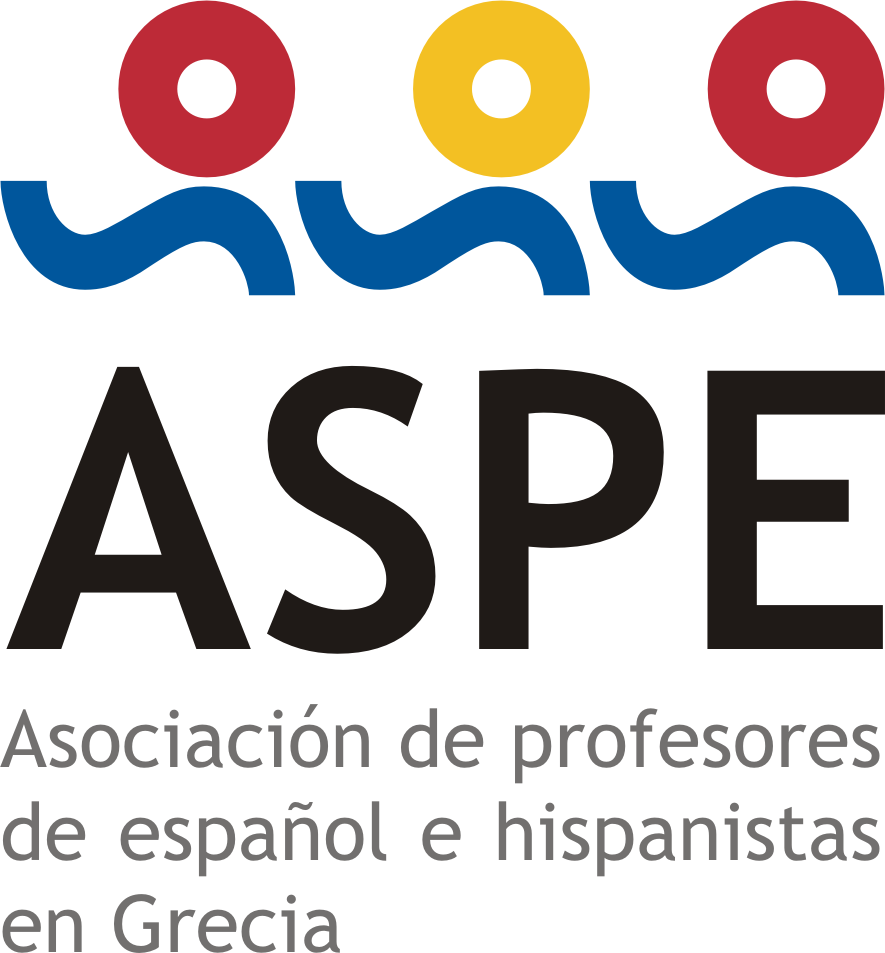 ASPE
Asociación de profesores
de español e hispanistas
en Grecia